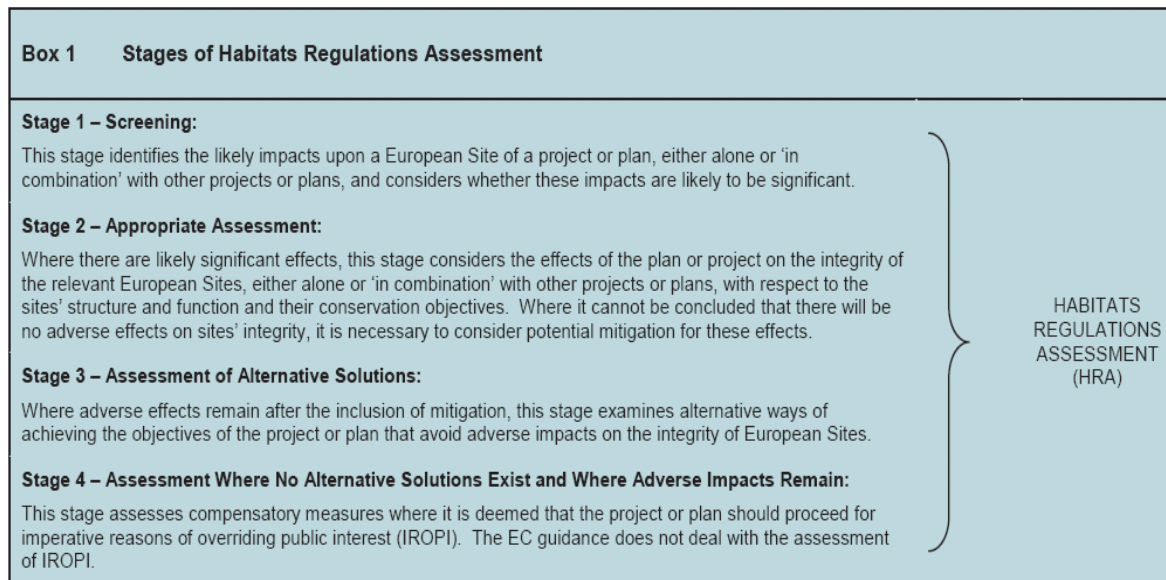 Box 1 Stages of Habitats Regulations Assessment
Stage 1 – Screening:
This stage identifies the likely impacts upon a European Site of a project or plan, either alone or ‘in
combination’ with other projects or plans, and considers whether these impacts are likely to be significant.
Stage 2 – Appropriate Assessment:
Where there are likely significant effects, this stage considers the effects of the plan or project on the integrity of
the relevant European Sites, either alone or ‘in combination’ with other projects or plans, with respect to the
sites’ structure and function and their conservation objectives. Where it cannot be concluded that there will be
no adverse effects on sites’ integrity, it is necessary to consider potential mitigation for these effects.
Stage 3 – Assessment of Alternative Solutions:
Where adverse effects remain after the inclusion of mitigation, this stage examines alternative ways of
achieving the objectives of the project or plan that avoid adverse impacts on the integrity of European Sites.
Stage 4 – Assessment Where No Alternative Solutions Exist and Where Adverse Impacts Remain:
This stage assesses compensatory measures where it is deemed that the project or plan should proceed for
imperative reasons of overriding public interest (IROPI). The EC guidance does not deal with the assessment
of IROPI.
HABITATS
REGULATIONS
ASSESSMENT
(HRA)